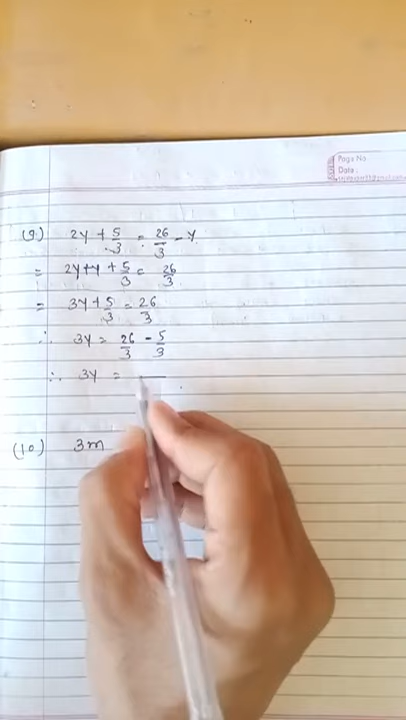 Page No
Date:
(9.) 2y + 5/3 = 26/3 - y
= 2y+y + 5/3 = 26/3
= 3y + 5/3 = 26/3
∴ 3y = 26/3 - 5/3
∴ 3y =
(10) 3m